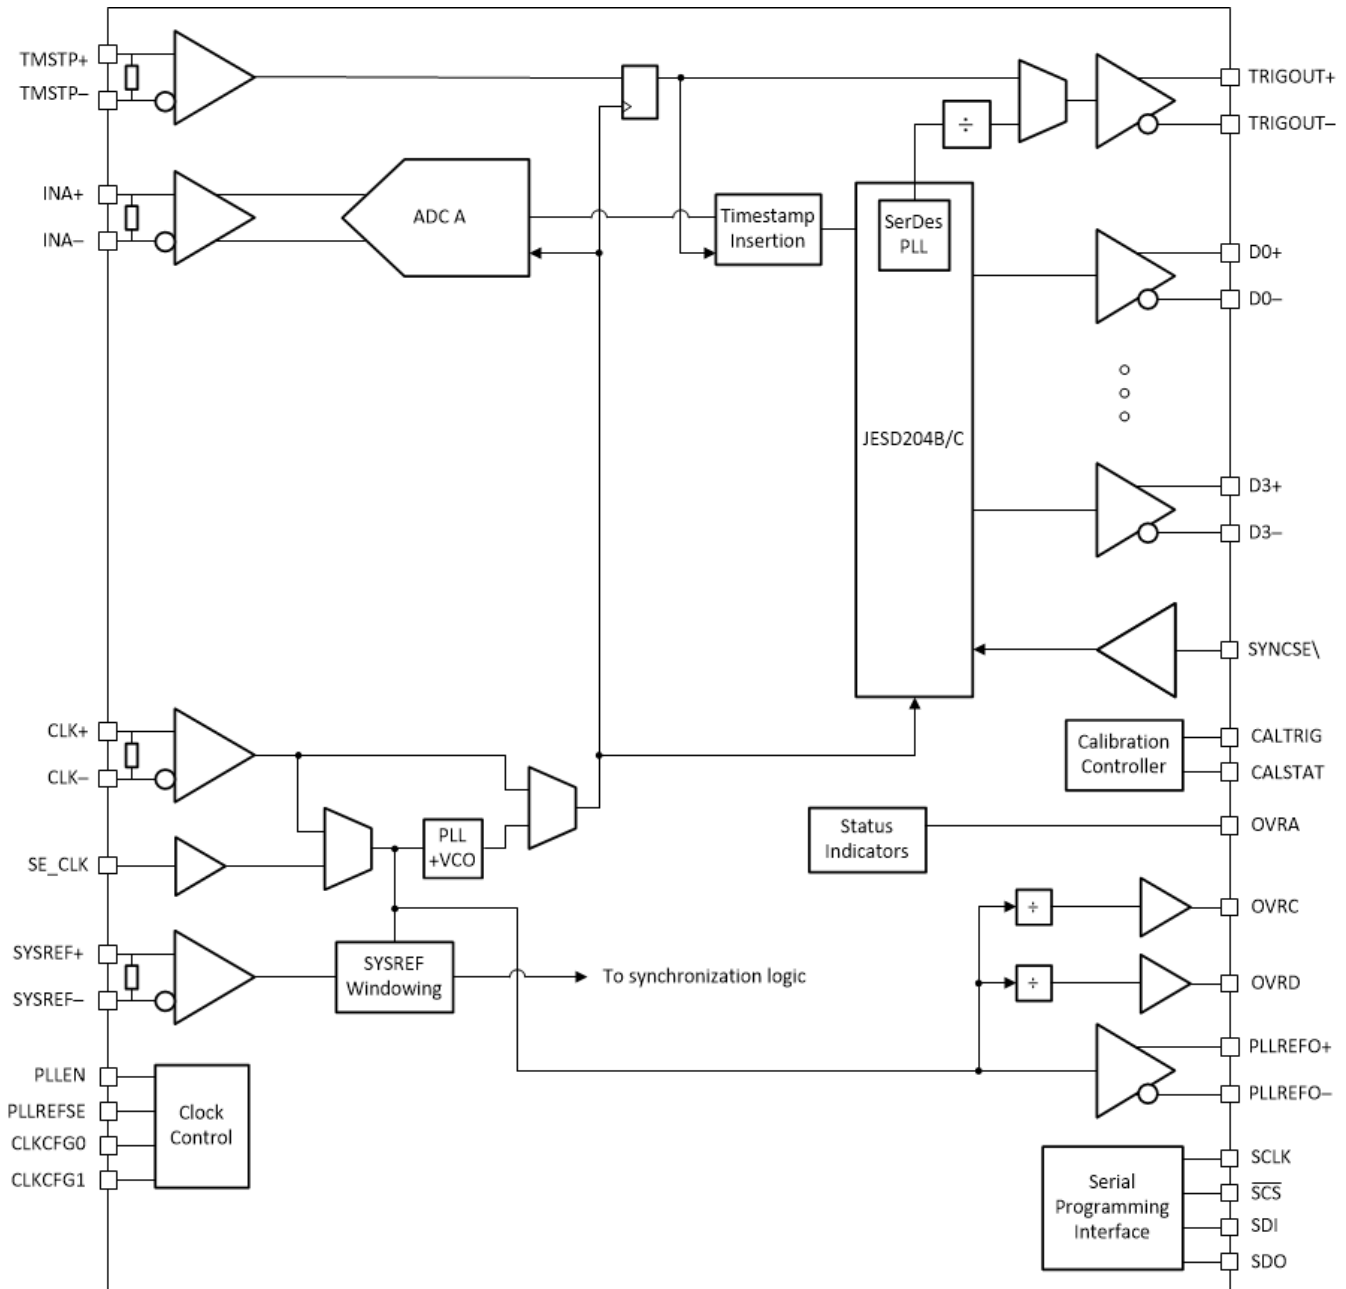 TMSTP+
TMSTP–
TRIGOUT+
TRIGOUT–
÷
INA+
INA–
ADC A
Timestamp
Insertion
SerDes
PLL
D0+
D0–
JESD204B/C
D3+
D3–
SYNCSE\
CLK+
CLK–
Calibration
Controller
CALTRIG
CALSTAT
PLL
+VCO
Status
Indicators
OVRA
SE_CLK
÷
OVRC
SYSREF+
SYSREF–
SYSREF
Windowing
To synchronization logic
÷
OVRD
PLLREFO+
PLLREFO–
PLLEN
PLLREFSE
CLKCFG0
CLKCFG1
Clock
Control
Serial
Programming
Interface
SCLK
SCS
SDI
SDO